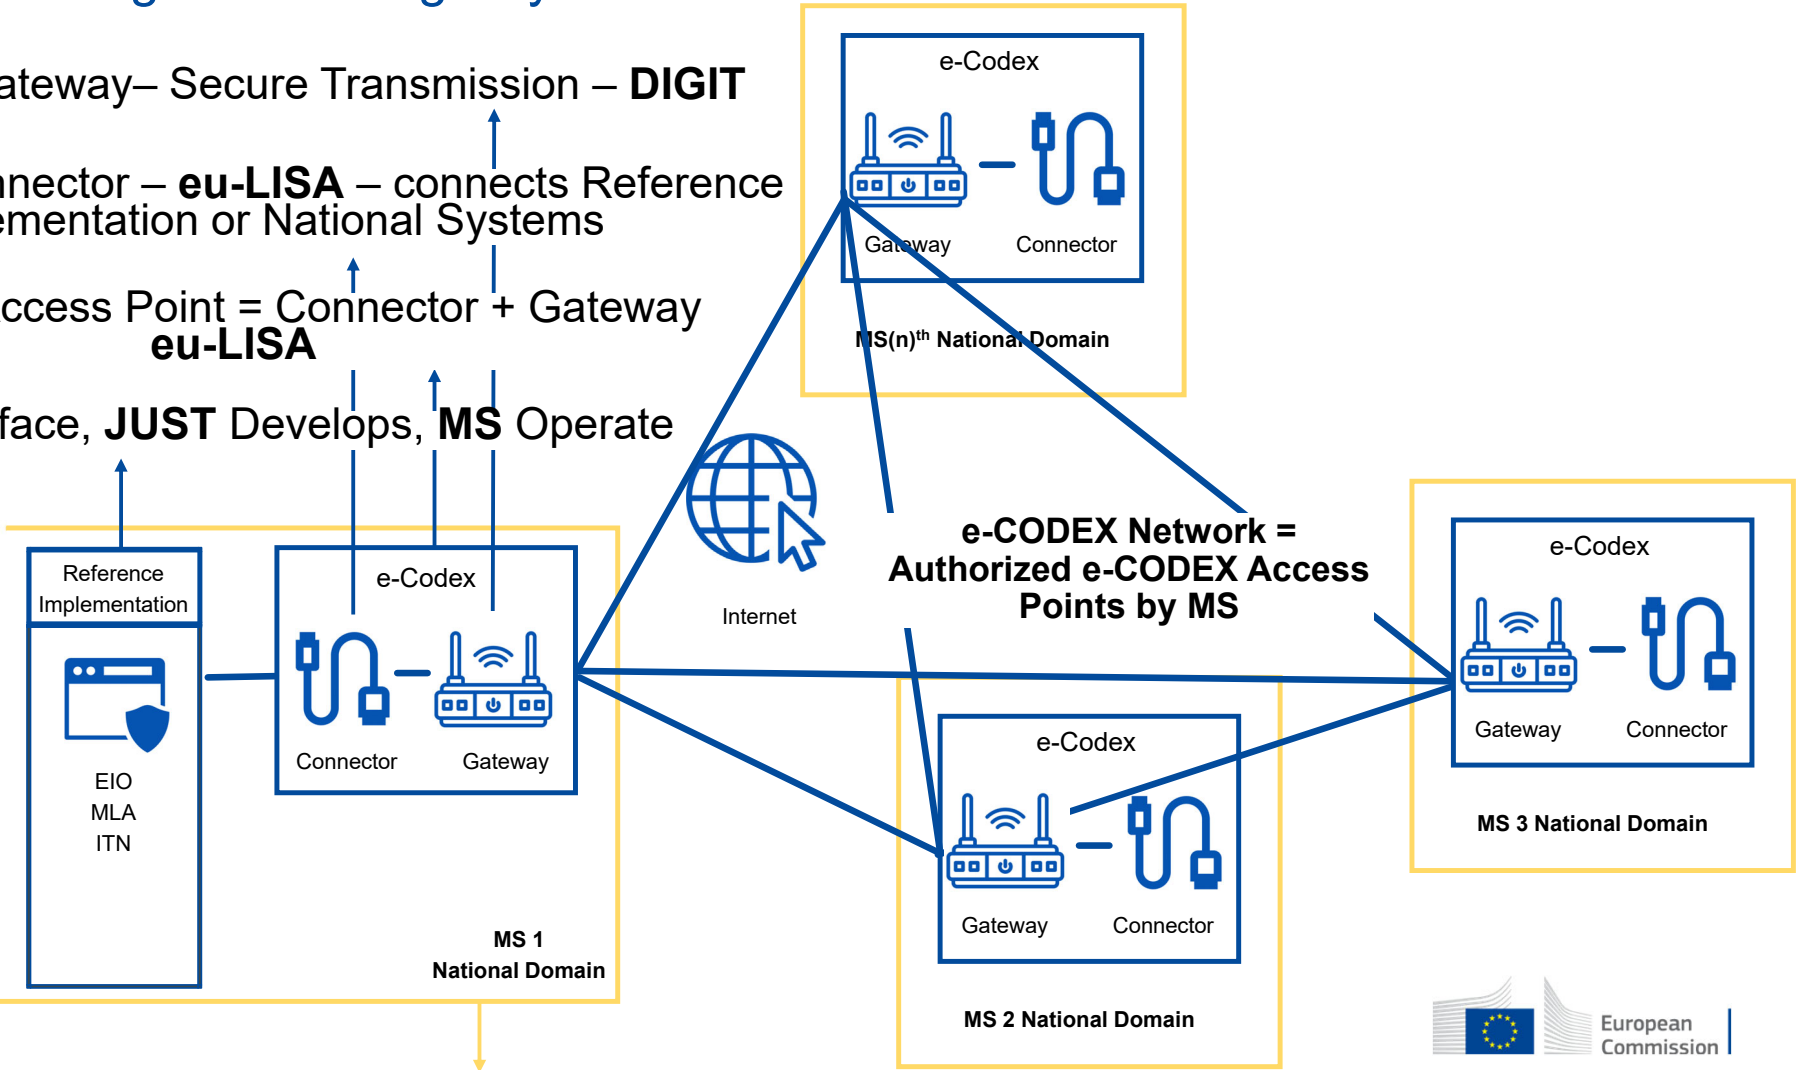 ateway– Secure Transmission – DIGIT
nnector – eu-LISA – connects Reference
ementation or National Systems
ccess Point = Connector + Gateway
eu-LISA
face, JUST Develops, MS Operate
Reference
Implementation
EIO
MLA
ITN
e-Codex
Connector
Gateway
MS 1
National Domain
Internet
e-Codex
Gateway
Connector
MS(n)th National Domain
e-CODEX Network =
Authorized e-CODEX Access
Points by MS
e-Codex
Gateway
Connector
MS 2 National Domain
e-Codex
Gateway
Connector
MS 3 National Domain
European
Commission